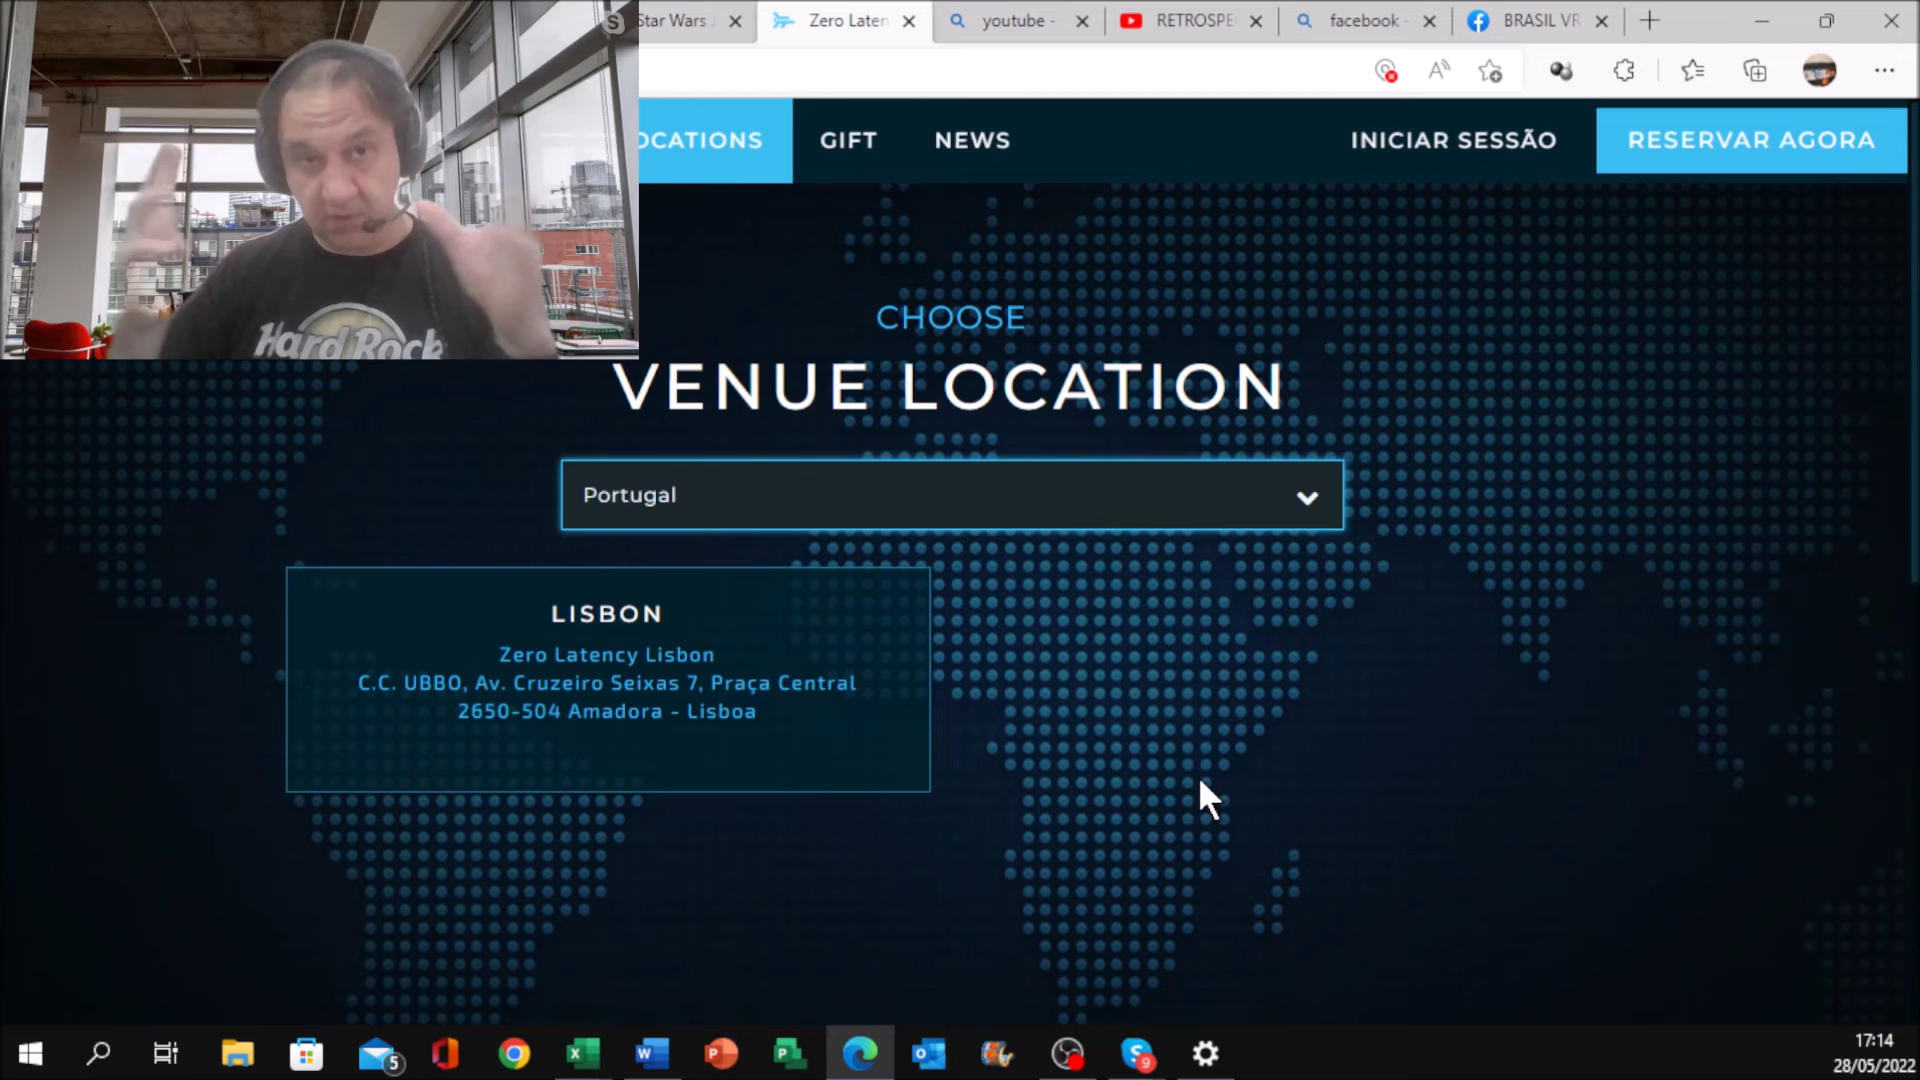 Star Wars J
Zero Laten
youtube -
RETROSPE
facebook -
BRASIL VR
OCATIONS
GIFT
NEWS
INICIAR SESSÃO
RESERVAR AGORA
Hard Rock
CHOOSE
VENUE LOCATION
Portugal
LISBON
Zero Latency Lisbon
C.C. UBBO, Av. Cruzeiro Seixas 7, Praça Central
2650-504 Amadora - Lisboa
5
9
17:14
28/05/2022